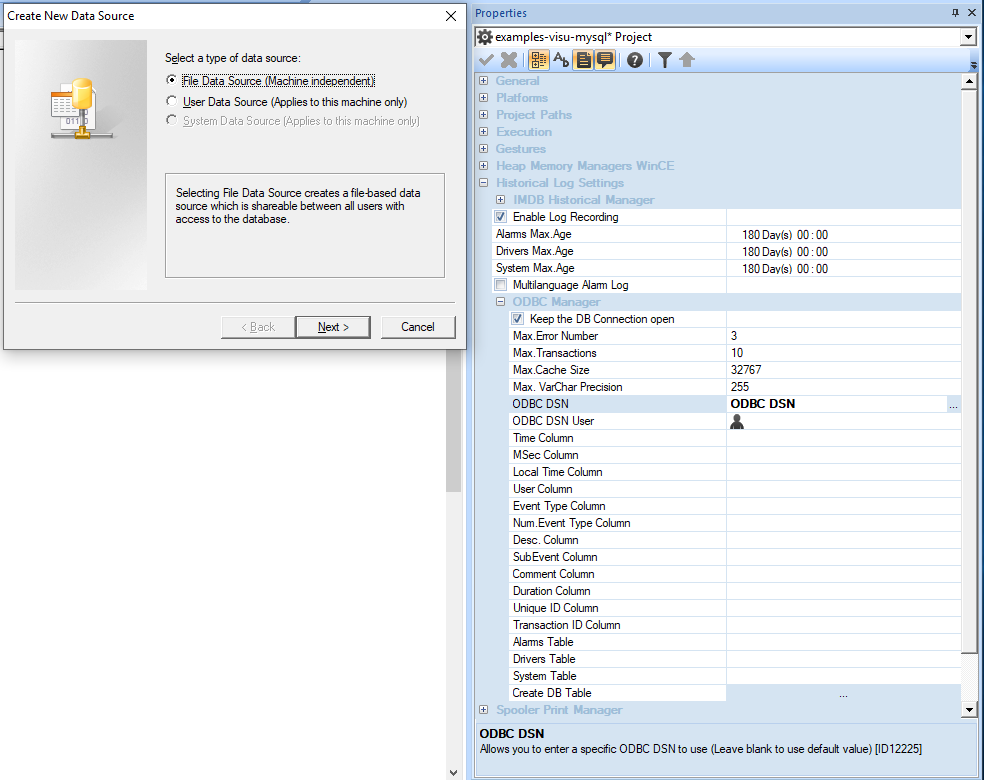 Create New Data Source
Select a type of data source:
File Data Source (Machine independent)
User Data Source (Applies to this machine only)
System Data Source (Applies to this machine only)
Selecting File Data Source creates a file-based data
source which is shareable between all users with
access to the database.
< Back
Next >
Cancel
Properties
examples-visu-mysql* Project
General
Platforms
Project Paths
Execution
Gestures
Heap Memory Managers WinCE
Historical Log Settings
IMDB Historical Manager
Enable Log Recording
Alarms Max.Age 180 Day(s) 00 : 00
Drivers Max.Age 180 Day(s) 00 : 00
System Max.Age 180 Day(s) 00 : 00
Multilanguage Alarm Log
ODBC Manager
Keep the DB Connection open
Max.Error Number 3
Max.Transactions 10
Max.Cache Size 32767
Max. VarChar Precision 255
ODBC DSN ODBC DSN ...
ODBC DSN User
Time Column
MSec Column
Local Time Column
User Column
Event Type Column
Num.Event Type Column
Desc. Column
SubEvent Column
Comment Column
Duration Column
Unique ID Column
Transaction ID Column
Alarms Table
Drivers Table
System Table
Create DB Table ...
Spooler Print Manager
ODBC DSN
Allows you to enter a specific ODBC DSN to use (Leave blank to use default value) [ID12225]